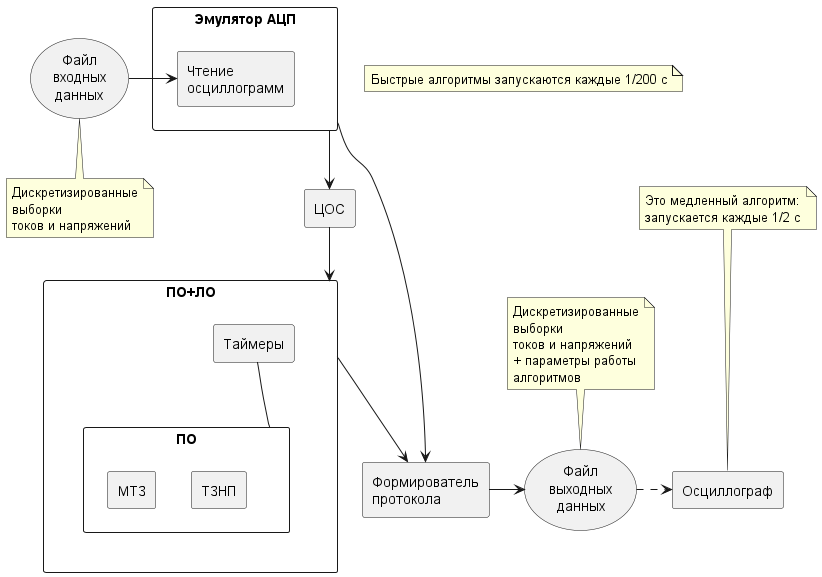 Эмулятор АЦП
Файл
входных
данных
Чтение
осциллограмм
Быстрые алгоритмы запускаются каждые 1/200 с
Дискретизированные
выборки
токов и напряжений
ЦОС
Это медленный алгоритм:
запускается каждые 1/2 с
ПО+ЛО
Таймеры
Дискретизированные
выборки
токов и напряжений
+ параметры работы
алгоритмов
ПО
МТЗ
ТЗНП
Формирователь
протокола
Файл
выходных
данных
Осциллограф